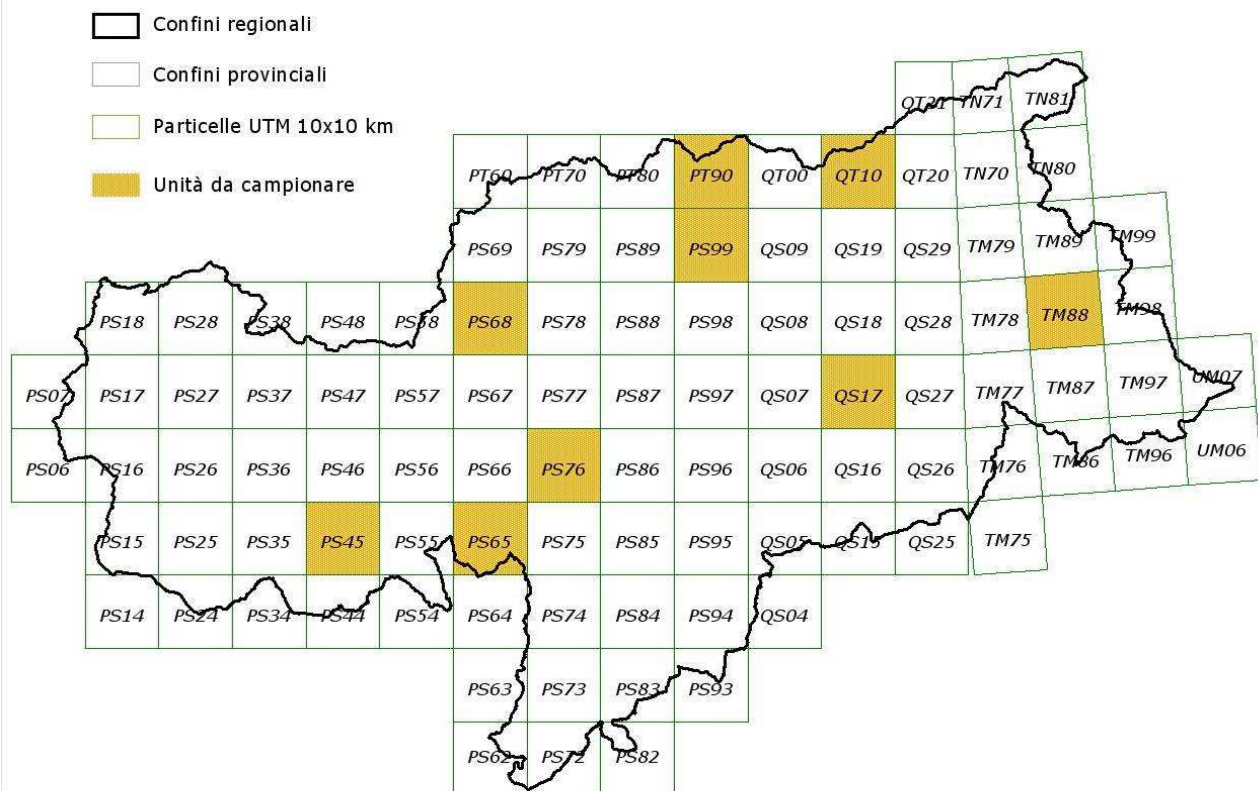 Confini regionali
Confini provinciali
Particelle UTM 10x10 km
Unità da campionare
QT21 TN71 TN81
PT60 PT70 PT80 PT90 QT00 QT10 QT20 TN70 TN80
PS69 PS79 PS89 PS99 QS09 QS19 QS29 TM79 TM89 TM99
PS18 PS28 PS38 PS48 PS58 PS68 PS78 PS88 PS98 QS08 QS18 QS28 TM78 TM88 TM98
PS07 PS17 PS27 PS37 PS47 PS57 PS67 PS77 PS87 PS97 QS07 QS17 QS27 TM77 TM87 TM97 UM07
PS06 PS16 PS26 PS36 PS46 PS56 PS66 PS76 PS86 PS96 QS06 QS16 QS26 TM76 TM86 TM96 UM06
PS15 PS25 PS35 PS45 PS55 PS65 PS75 PS85 PS95 QS05 QS15 QS25 TM75
PS14 PS24 PS34 PS44 PS54 PS64 PS74 PS84 PS94 QS04
PS63 PS73 PS83 PS93
PS62 PS72 PS82